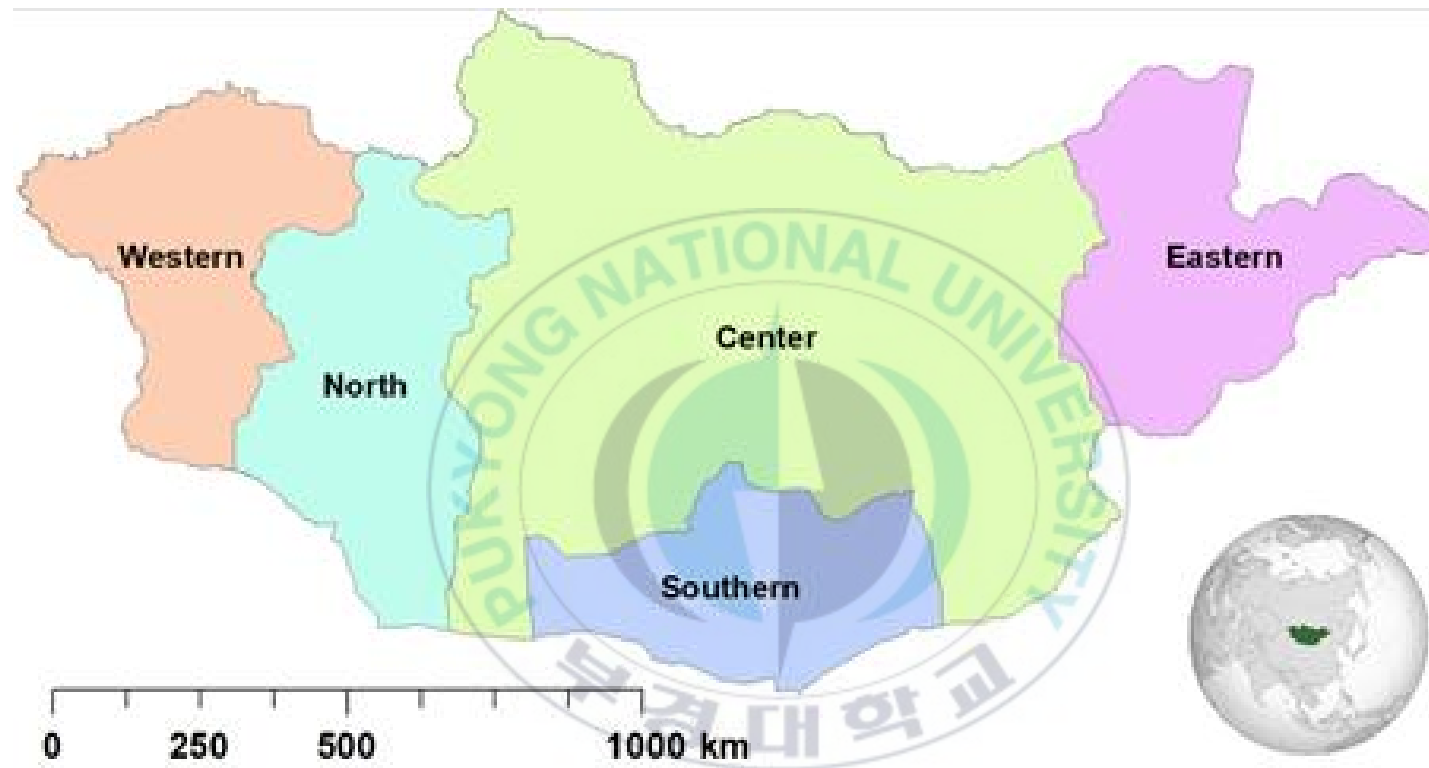 Western
Eastern
Center
North
Southern
PUKYONG NATIONAL UNIVERSITY
부경대학교
0 250 500 1000 km